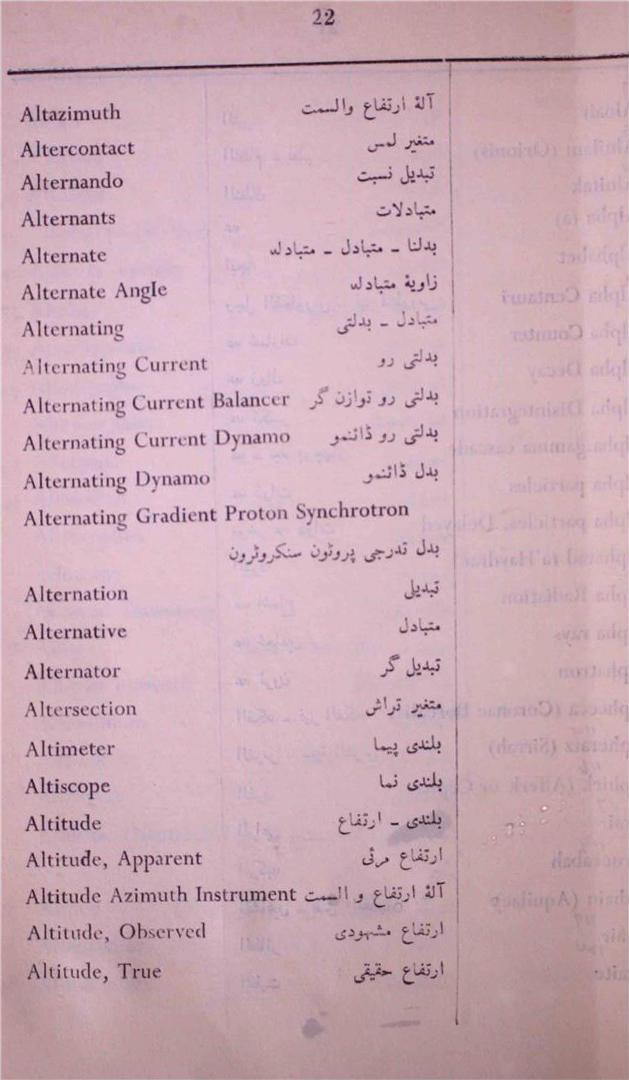 22
Altazimuth آلۂ ارتفاع والسمت
Altercontact متغیر لمس
Alternando تبدیل نسبت
Alternants متبادلات
Alternate بدلنا ـ متبادل ـ متبادلہ
Alternate Angle زاویۂ متبادلہ
Alternating متبادل ـ بدلتی
Alternating Current بدلتی رو
Alternating Current Balancer بدلتی رو توازن گر
Alternating Current Dynamo بدلتی رو ڈائنمو
Alternating Dynamo بدل ڈائنمو
Alternating Gradient Proton Synchrotron
بدل تدرجی پروٹون سنکروٹرون
Alternation تبدیل
Alternative متبادل
Alternator تبدیل گر
Altersection متغیر تراش
Altimeter بلندی پیما
Altiscope بلندی نما
Altitude بلندی ـ ارتفاع
Altitude, Apparent ارتفاع مرئی
Altitude Azimuth Instrument آلۂ ارتفاع و السمت
Altitude, Observed ارتفاع مشہودی
Altitude, True ارتفاع حقیقی